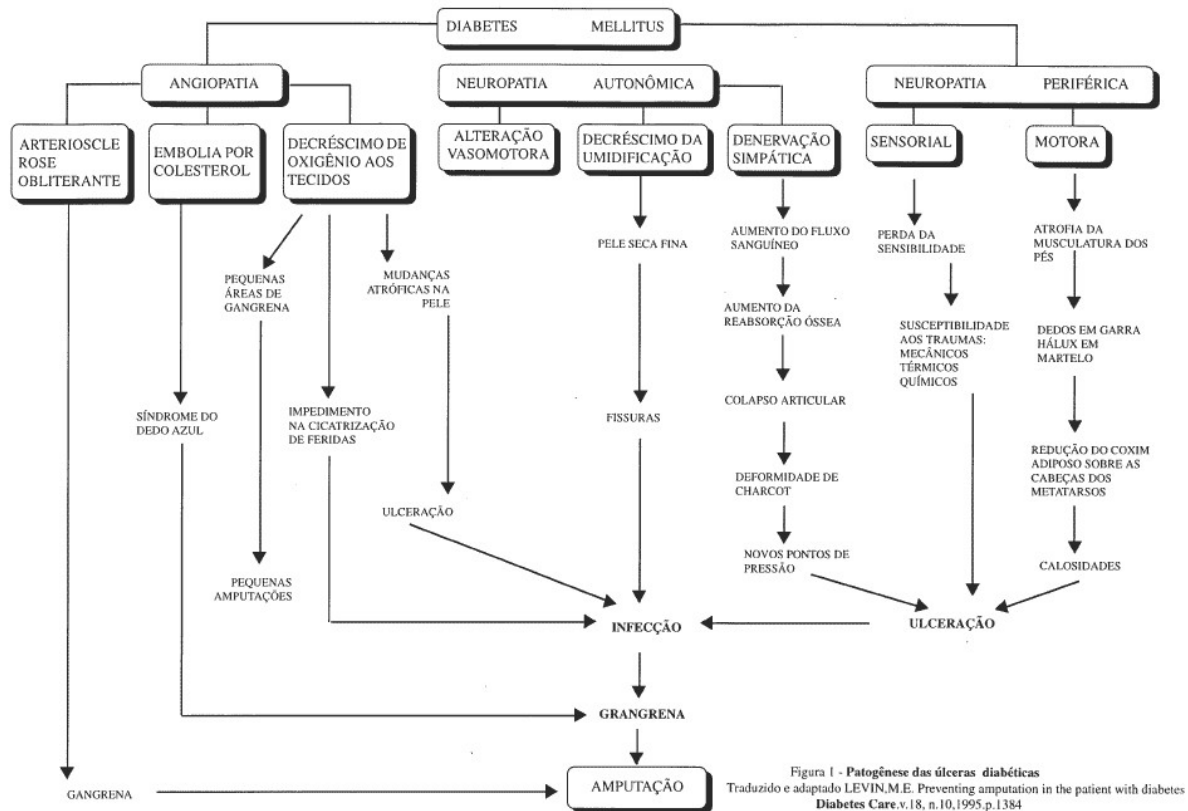 DIABETES MELLITUS
ANGIOPATIA
NEUROPATIA AUTONÔMICA
NEUROPATIA PERIFÉRICA
ARTERIOSCLE
ROSE
OBLITERANTE
EMBOLIA POR
COLESTEROL
DECRÉSCIMO DE
OXIGÊNIO AOS
TECIDOS
ALTERAÇÃO
VASOMOTORA
DECRÉSCIMO DA
UMIDIFICAÇÃO
DENERVAÇÃO
SIMPÁTICA
SENSORIAL
MOTORA
PEQUENAS
ÁREAS DE
GANGRENA
MUDANÇAS
ATRÓFICAS NA
PELE
PELE SECA FINA
AUMENTO DO FLUXO
SANGUÍNEO
PERDA DA
SENSIBILIDADE
ATROFIA DA
MUSCULATURA DOS
PÉS
AUMENTO DA
REABSORÇÃO ÓSSEA
SUSCEPTIBILIDADE
AOS TRAUMAS:
MECÂNICOS
TÉRMICOS
QUÍMICOS
DEDOS EM GARRA
HÁLUX EM
MARTELO
SÍNDROME DO
DEDO AZUL
IMPEDIMENTO
NA CICATRIZAÇÃO
DE FERIDAS
FISSURAS
COLAPSO ARTICULAR
REDUÇÃO DO COXIM
ADIPOSO SOBRE AS
CABEÇAS DOS
METATARSOS
ULCERAÇÃO
DEFORMIDADE DE
CHARCOT
PEQUENAS
AMPUTAÇÕES
NOVOS PONTOS DE
PRESSÃO
CALOSIDADES
INFECÇÃO
ULCERAÇÃO
GRANGRENA
GANGRENA
AMPUTAÇÃO
Figura 1 - Patogênese das úlceras diabéticas
Traduzido e adaptado LEVIN,M.E. Preventing amputation in the patient with diabetes
Diabetes Care.v.18, n.10,1995.p.1384